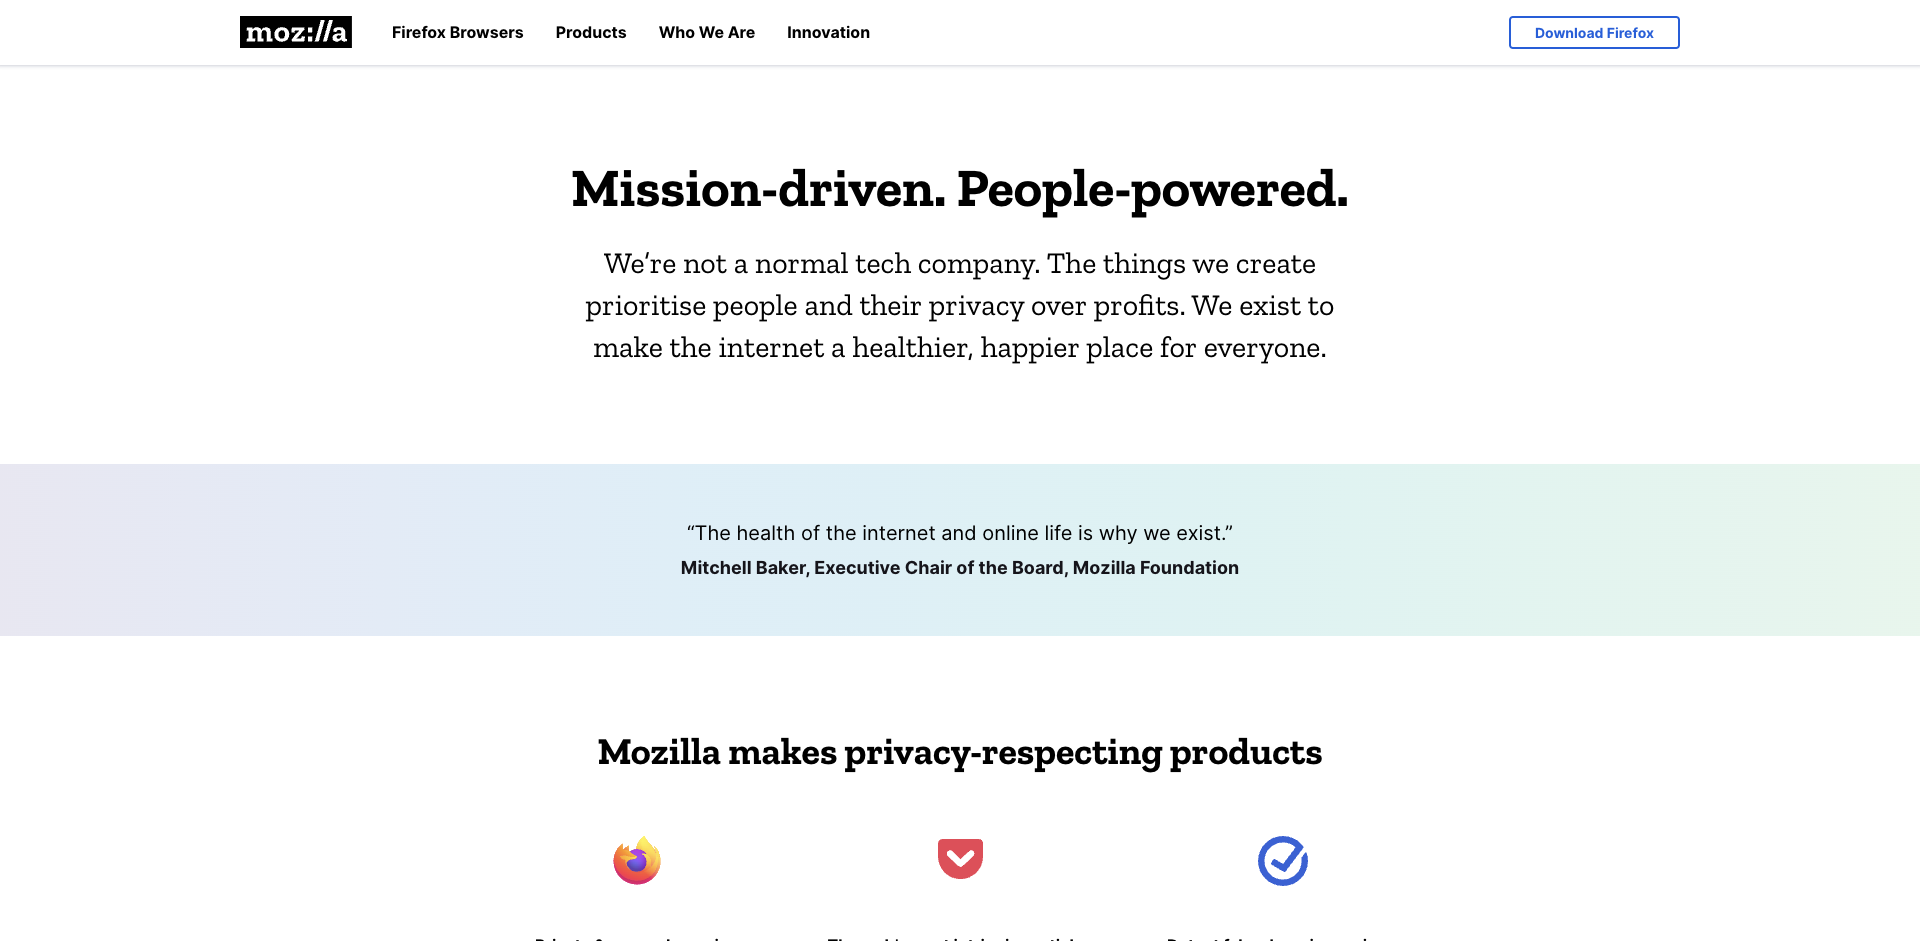 moz://a
Firefox Browsers
Products
Who We Are
Innovation
Download Firefox
Mission-driven. People-powered.
We’re not a normal tech company. The things we create
prioritise people and their privacy over profits. We exist to
make the internet a healthier, happier place for everyone.
“The health of the internet and online life is why we exist.”
Mitchell Baker, Executive Chair of the Board, Mozilla Foundation
Mozilla makes privacy-respecting products